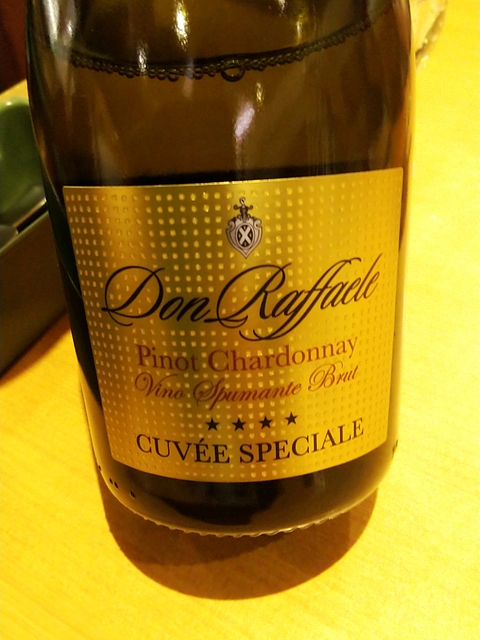 Don Raffaele
Pinot Chardonnay
Vino Spumante Brut
★ ★ ★ ★
CUVÉE SPECIALE